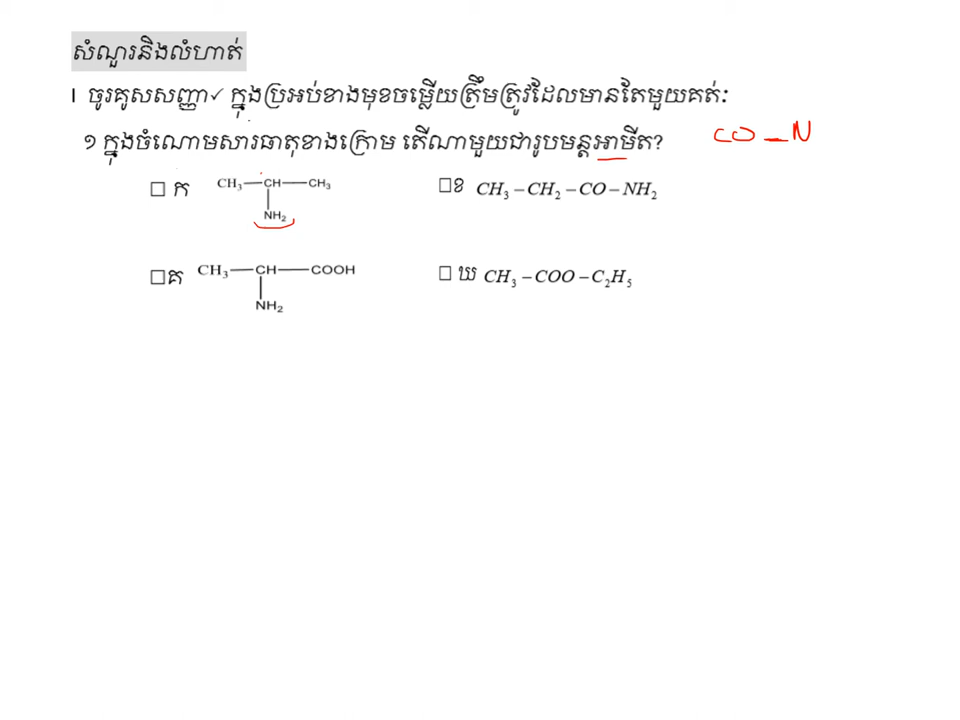 សំណួរនិងលំហាត់
I ចូរគូសសញ្ញា✓ ក្នុងប្រអប់ខាងមុខចម្លើយត្រឹមត្រូវដែលមានតែមួយគត់ៈ
CO – N
១ ក្នុងចំណោមសារធាតុខាងក្រោម តើណាមួយជារូបមន្តអាមីត?
□ ក CH₃—CH—CH₃ □ ខ CH₃ – CH₂ – CO – NH₂
NH₂
□ គ CH₃—CH—COOH □ ឃ CH₃ – COO – C₂H₅
NH₂